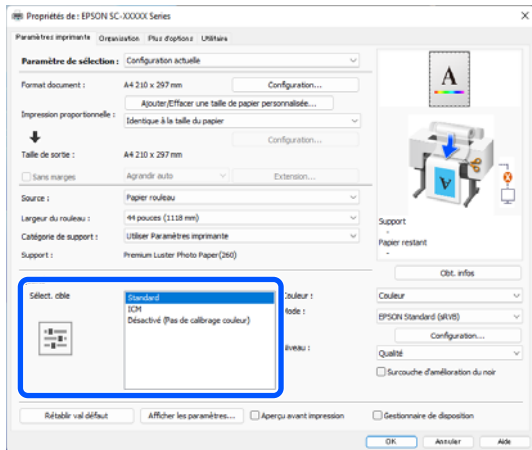 Propriétés de : EPSON SC-XXXXX Series
Paramètres imprimante Organisation Plus d'options Utilitaire
Paramètre de sélection : Configuration actuelle
Format document : A4 210 x 297 mm Configuration...
Ajouter/Effacer une taille de papier personnalisée...
Impression proportionnelle : Identique à la taille du papier
Configuration...
Taille de sortie : A4 210 x 297 mm
Sans marges Agrandir auto Extension...
Source : Papier rouleau
Largeur du rouleau : 44 pouces (1118 mm)
Catégorie de support : Utiliser Paramètres imprimante
Support : Premium Luster Photo Paper(260)
A
A
Support
-
Papier restant
-
Obt. infos
Sélect. cible
Standard
ICM
Désactivé (Pas de calibrage couleur)
Couleur : Couleur
Mode : EPSON Standard (sRVB)
Configuration...
Niveau : Qualité
Surcouche d'amélioration du noir
Rétablir val défaut Afficher les paramètres... Aperçu avant impression Gestionnaire de disposition
OK Annuler Aide